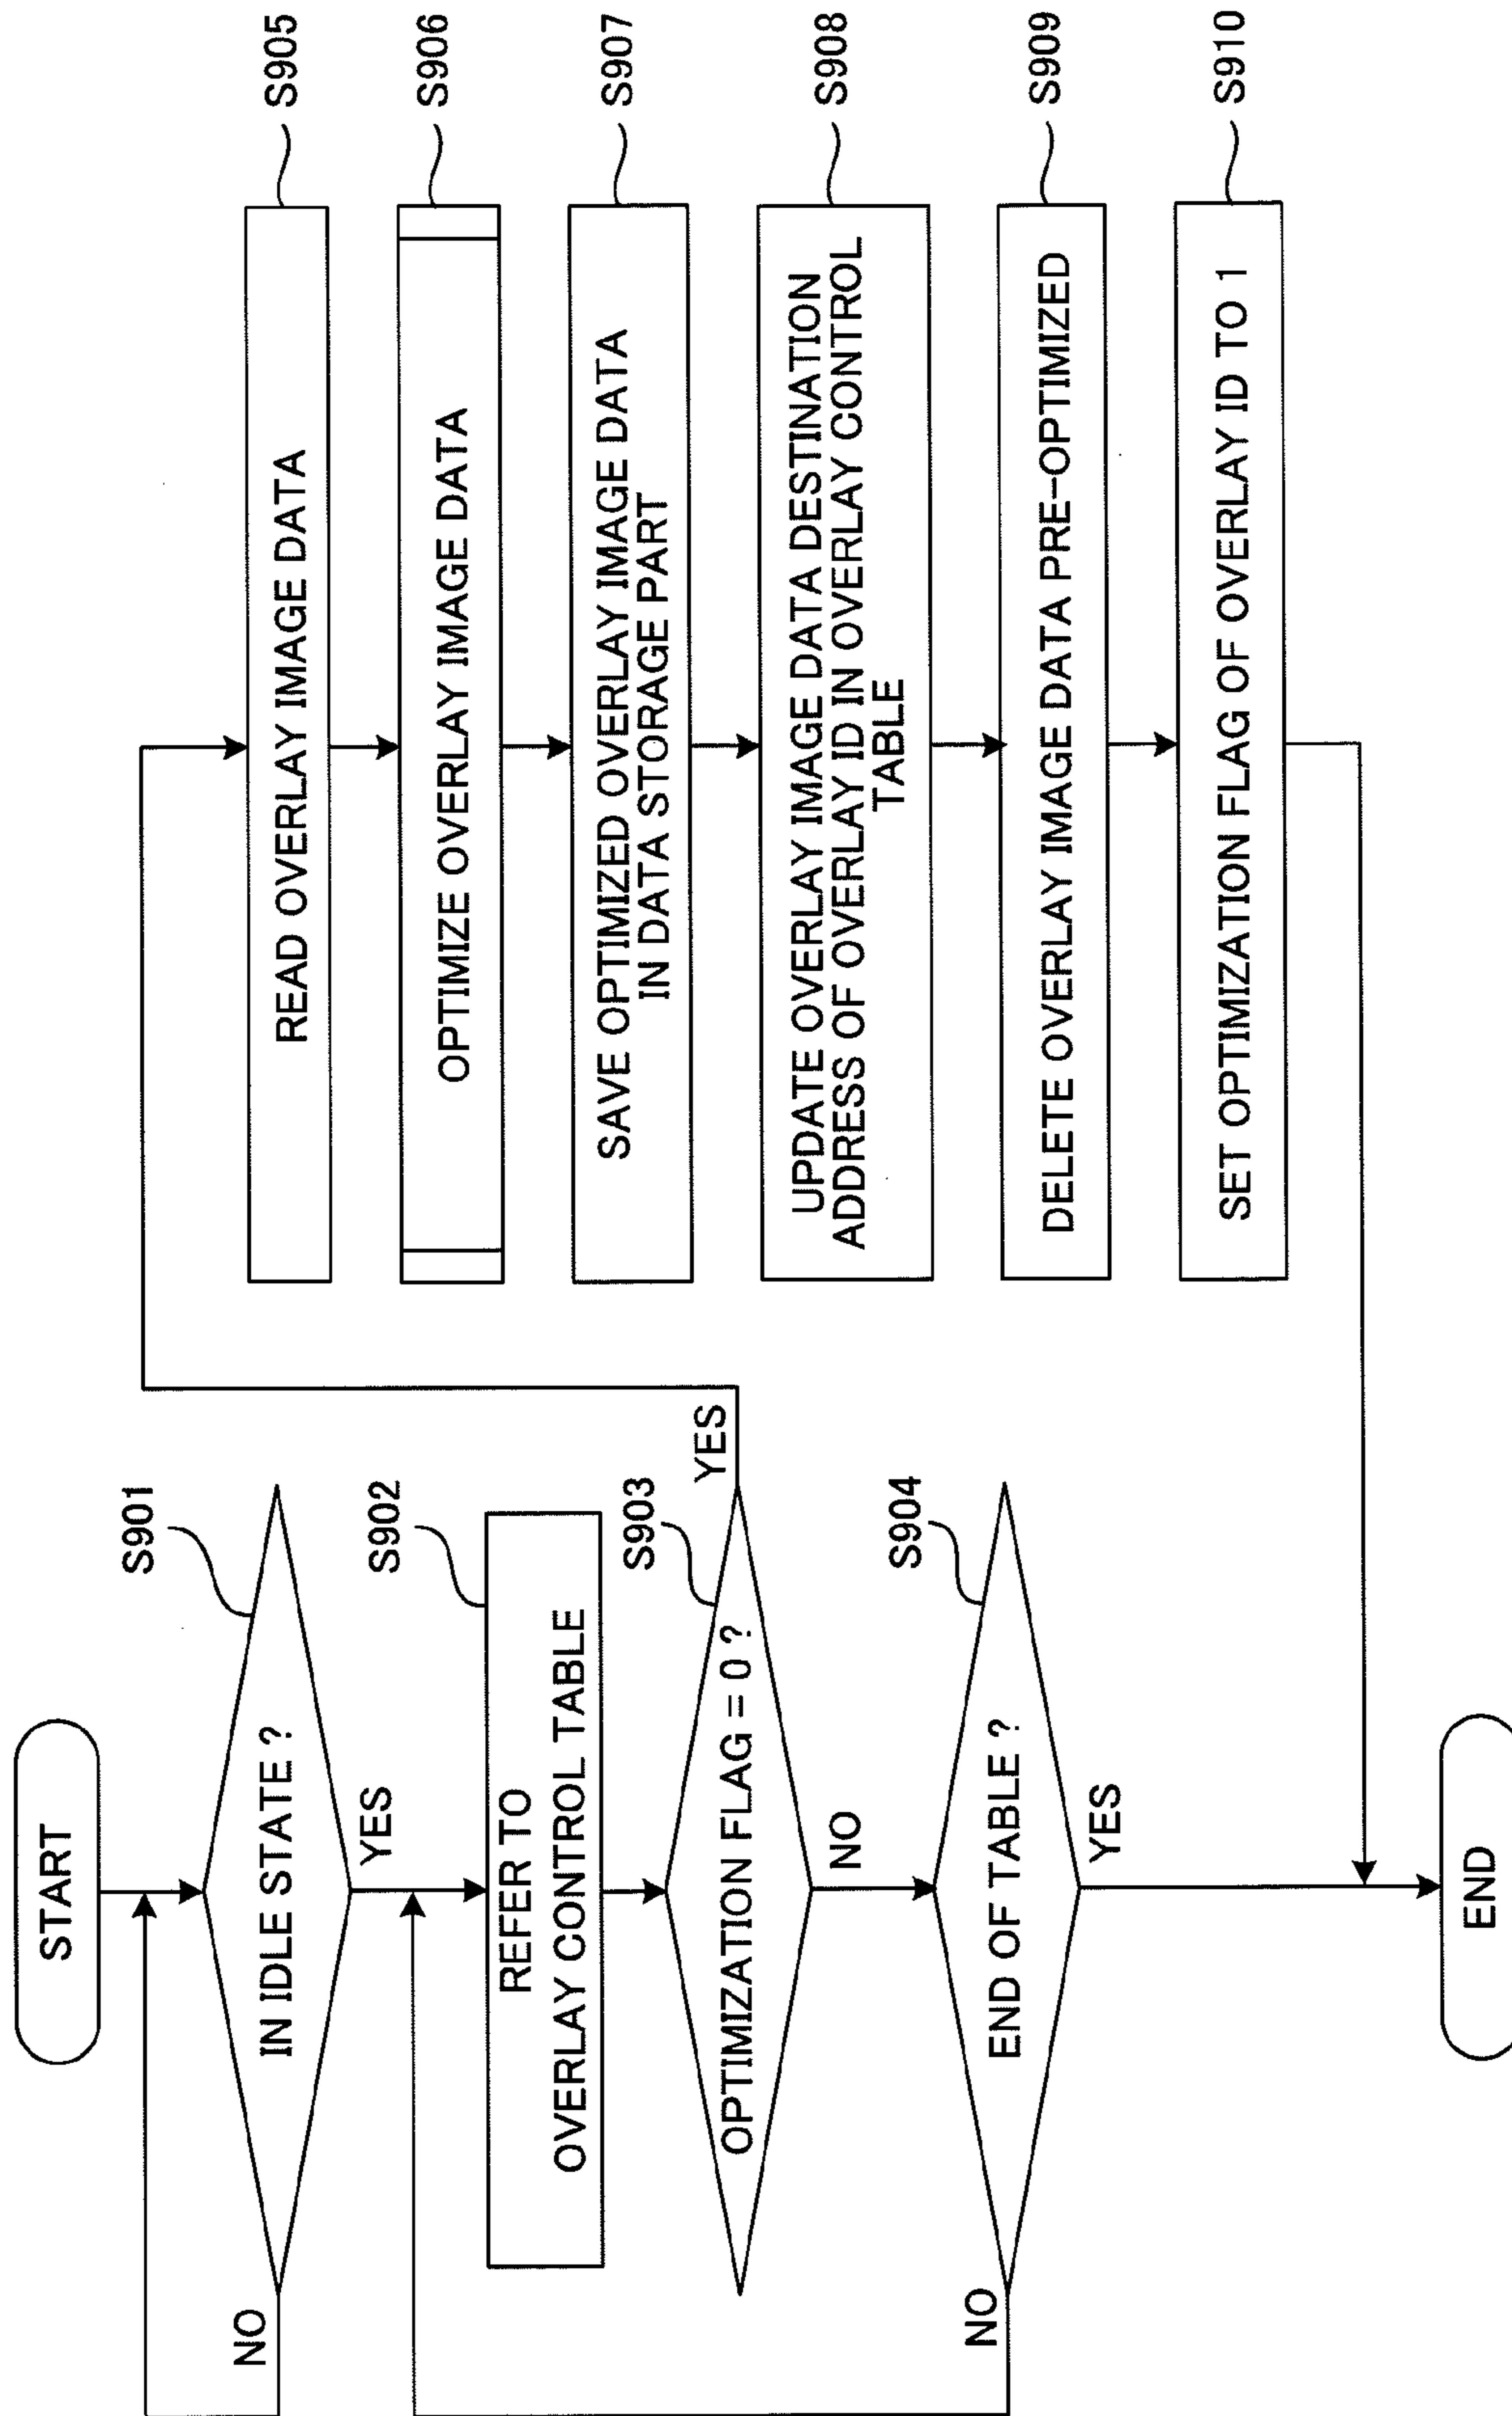 START
S901
IN IDLE STATE ?
NO
YES
S902
REFER TO
OVERLAY CONTROL TABLE
S903
OPTIMIZATION FLAG = 0 ?
YES
NO
S904
END OF TABLE ?
NO
YES
END
READ OVERLAY IMAGE DATA
S905
OPTIMIZE OVERLAY IMAGE DATA
S906
SAVE OPTIMIZED OVERLAY IMAGE DATA
IN DATA STORAGE PART
S907
UPDATE OVERLAY IMAGE DATA DESTINATION
ADDRESS OF OVERLAY ID IN OVERLAY CONTROL
TABLE
S908
DELETE OVERLAY IMAGE DATA PRE-OPTIMIZED
S909
SET OPTIMIZATION FLAG OF OVERLAY ID TO 1
S910